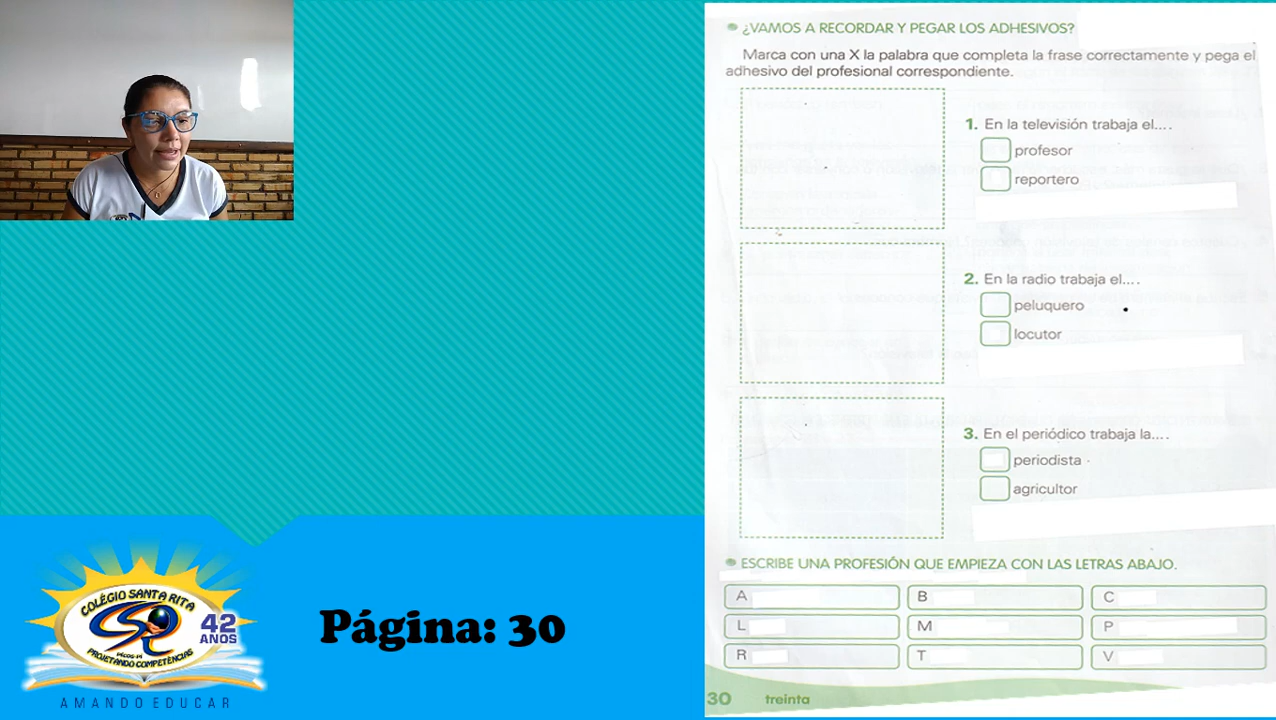 ¿VAMOS A RECORDAR Y PEGAR LOS ADHESIVOS?
Marca con una X la palabra que completa la frase correctamente y pega el
adhesivo del profesional correspondiente.
1. En la televisión trabaja el....
profesor
reportero
2. En la radio trabaja el....
peluquero
locutor
3. En el periódico trabaja la....
periodista
agricultor
ESCRIBE UNA PROFESIÓN QUE EMPIEZA CON LAS LETRAS ABAJO.
A B C
L M P
R T V
30 treinta
Página: 30
COLÉGIO SANTA RITA
42
ANOS
PICOS-PI
PROJETANDO COMPETÊNCIAS
AMANDO EDUCAR